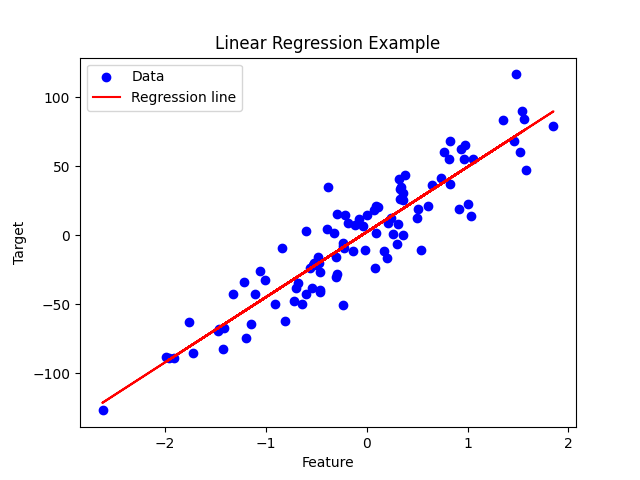 Linear Regression Example
Data
Regression line
100
50
0
−50
−100
Target
−2
−1
0
1
2
Feature